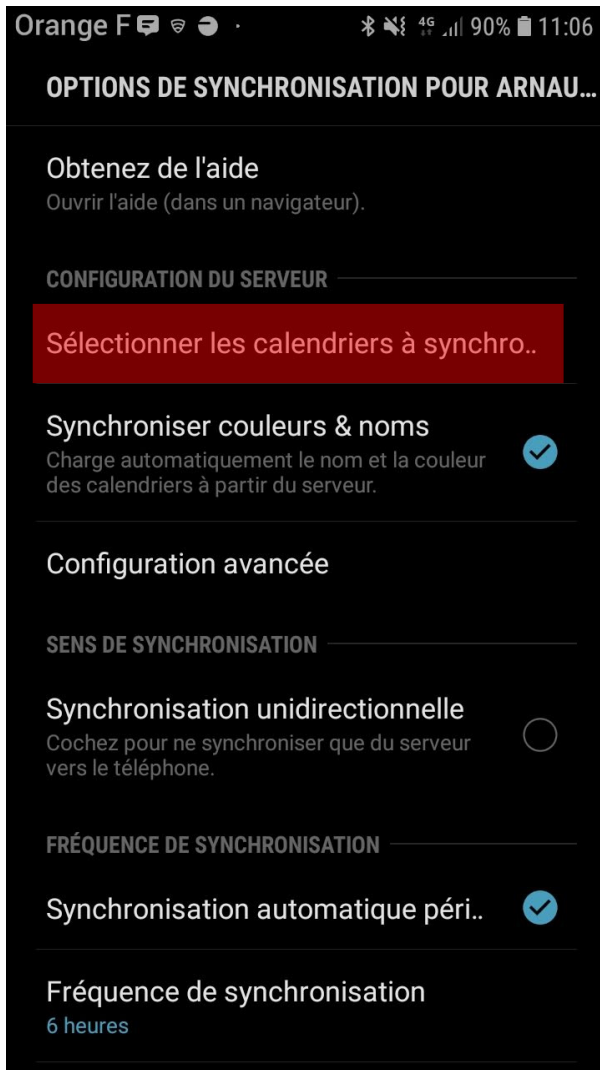 Orange F 4G 90% 11:06
OPTIONS DE SYNCHRONISATION POUR ARNAU...
Obtenez de l'aide
Ouvrir l'aide (dans un navigateur).
CONFIGURATION DU SERVEUR
Sélectionner les calendriers à synchro..
Synchroniser couleurs & noms
Charge automatiquement le nom et la couleur
des calendriers à partir du serveur.
Configuration avancée
SENS DE SYNCHRONISATION
Synchronisation unidirectionnelle
Cochez pour ne synchroniser que du serveur
vers le téléphone.
FRÉQUENCE DE SYNCHRONISATION
Synchronisation automatique péri..
Fréquence de synchronisation
6 heures